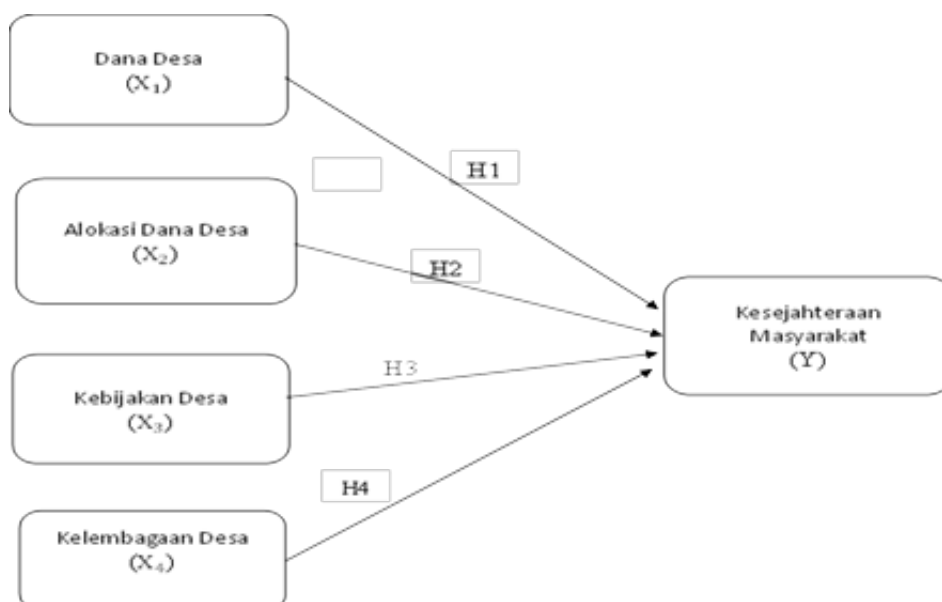 Dana Desa
(X₁)
H1
Alokasi Dana Desa
(X₂)
H2
Kesejahteraan
Masyarakat
(Y)
H3
Kebijakan Desa
(X₃)
H4
Kelembagaan Desa
(X₄)